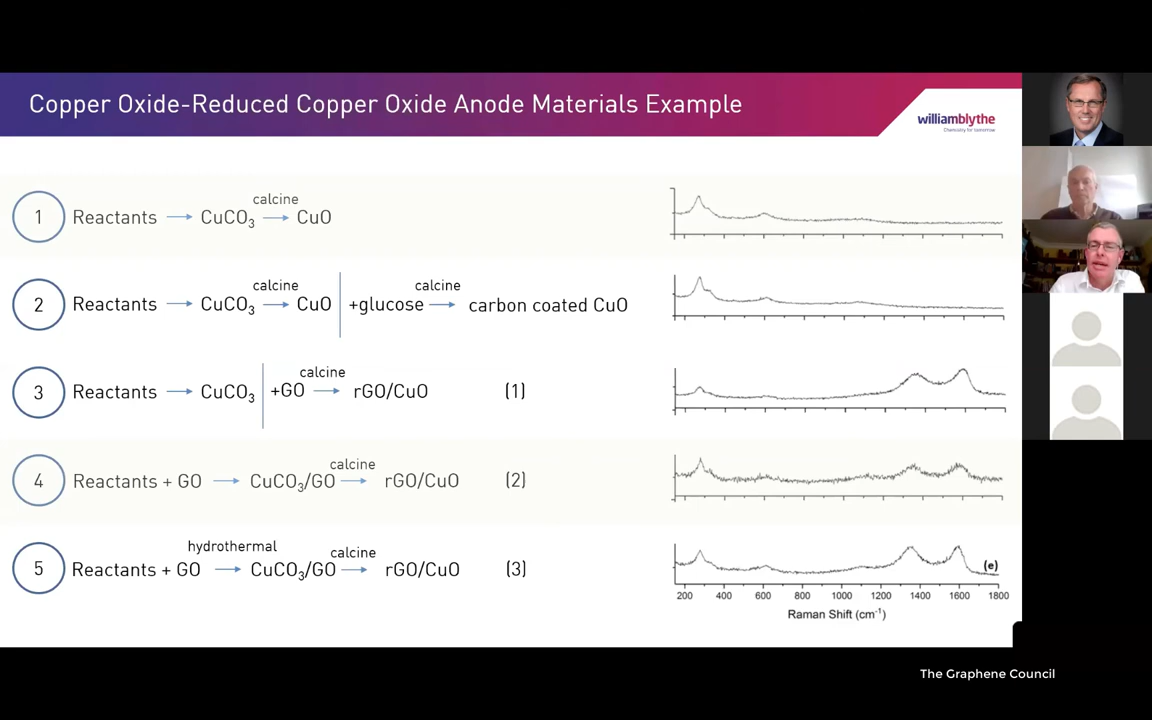 Copper Oxide-Reduced Copper Oxide Anode Materials Example
williamblythe
Chemistry for tomorrow
1 Reactants → CuCO₃ calcine → CuO
2 Reactants → CuCO₃ calcine → CuO | +glucose calcine → carbon coated CuO
3 Reactants → CuCO₃ | +GO calcine → rGO/CuO (1)
4 Reactants + GO → CuCO₃/GO calcine → rGO/CuO (2)
5 Reactants + GO hydrothermal → CuCO₃/GO calcine → rGO/CuO (3)
(e)
200 400 600 800 1000 1200 1400 1600 1800
Raman Shift (cm⁻¹)
The Graphene Council